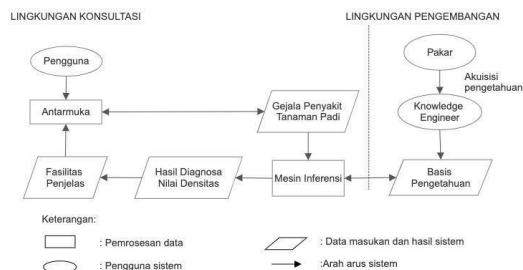 LINGKUNGAN KONSULTASI
LINGKUNGAN PENGEMBANGAN
Pengguna
Pakar
Akuisisi
pengetahuan
Antarmuka
Gejala Penyakit
Tanaman Padi
Knowledge
Engineer
Fasilitas
Penjelas
Hasil Diagnosa
Nilai Densitas
Mesin Inferensi
Basis
Pengetahuan
Keterangan:
: Pemrosesan data
: Data masukan dan hasil sistem
: Pengguna sistem
:Arah arus sistem